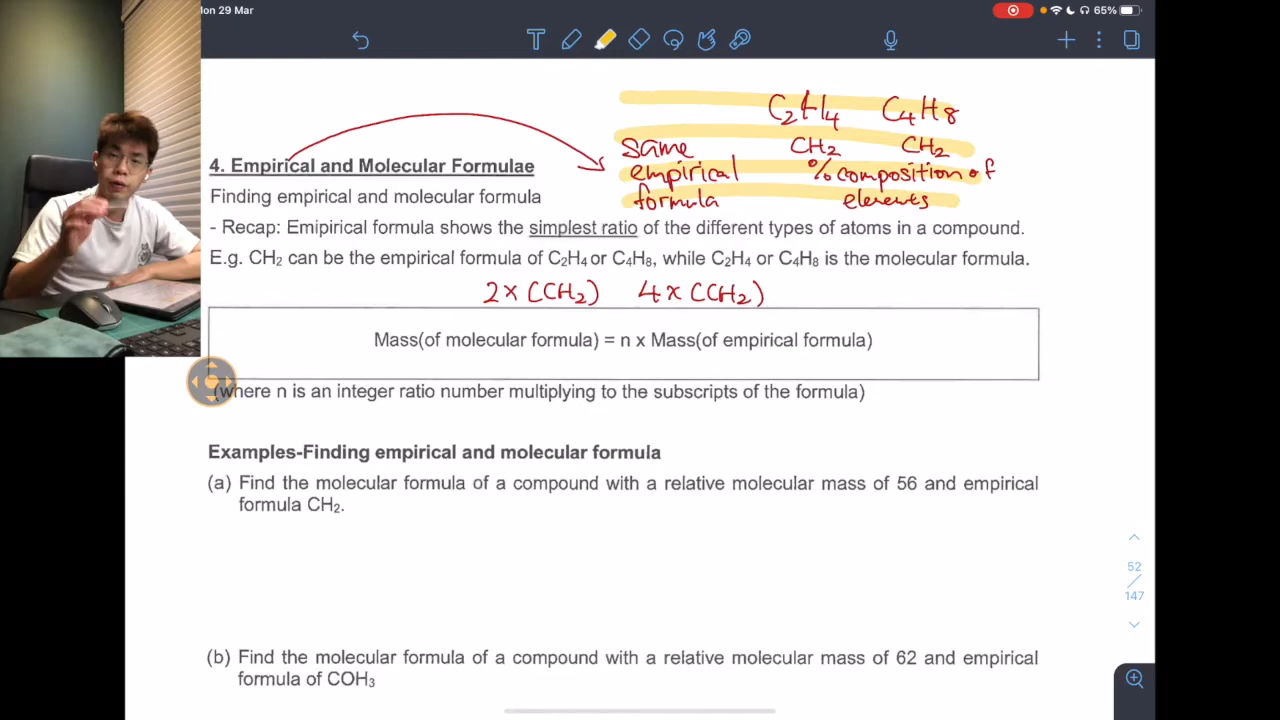 Mon 29 Mar
65%
C₂H₄ C₄H₈
same CH₂ CH₂
empirical % composition of
formula elements
4. Empirical and Molecular Formulae
Finding empirical and molecular formula
- Recap: Emipirical formula shows the simplest ratio of the different types of atoms in a compound.
E.g. CH₂ can be the empirical formula of C₂H₄ or C₄H₈, while C₂H₄ or C₄H₈ is the molecular formula.
2 × (CH₂) 4 × (CH₂)
Mass(of molecular formula) = n x Mass(of empirical formula)
(where n is an integer ratio number multiplying to the subscripts of the formula)
Examples-Finding empirical and molecular formula
(a) Find the molecular formula of a compound with a relative molecular mass of 56 and empirical
formula CH₂.
52
/
147
(b) Find the molecular formula of a compound with a relative molecular mass of 62 and empirical
formula of COH₃